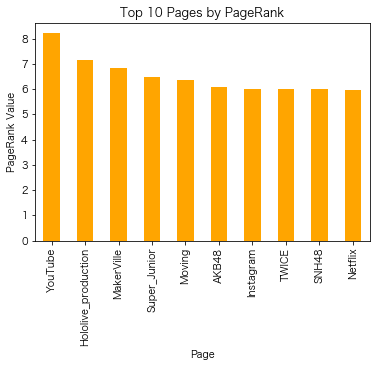 Top 10 Pages by PageRank
8
7
6
5
4
3
2
1
0
PageRank Value
YouTube
Hololive_production
MakerVille
Super_Junior
Moving
AKB48
Instagram
TWICE
SNH48
Netflix
Page